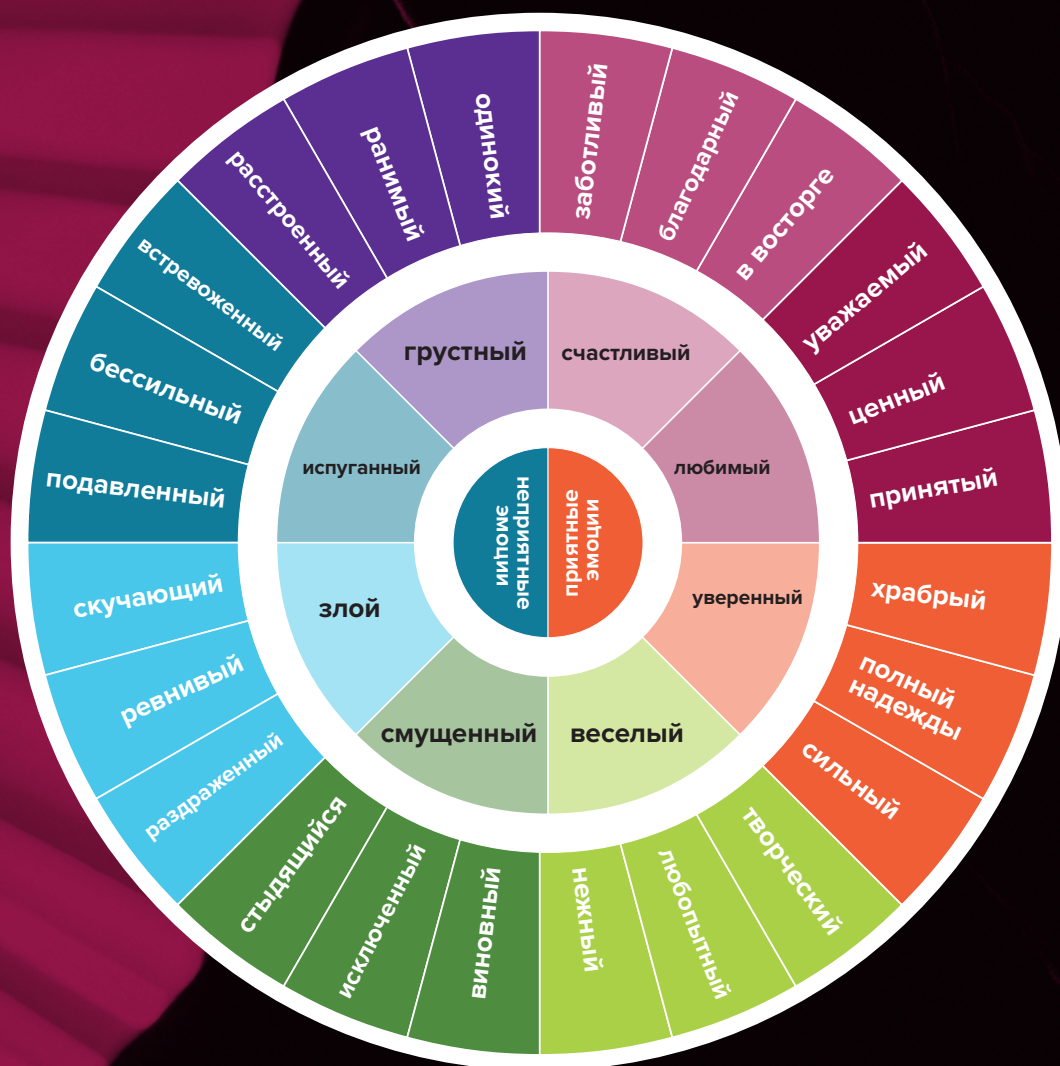 неприятные
эмоции
приятные
эмоции
счастливый
любимый
уверенный
веселый
смущенный
злой
испуганный
грустный
заботливый
благодарный
в восторге
уважаемый
ценный
принятый
храбрый
полный
надежды
сильный
творческий
любопытный
нежный
виновный
исключенный
стыдящийся
раздраженный
ревнивый
скучающий
подавленный
бессильный
встревоженный
расстроенный
ранимый
одинокий